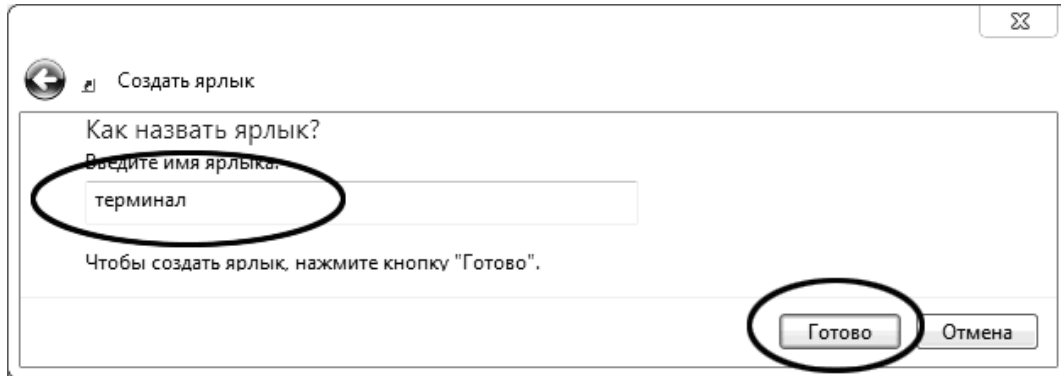 Создать ярлык
Как назвать ярлык?
Введите имя ярлыка:
терминал
Чтобы создать ярлык, нажмите кнопку "Готово".
Готово
Отмена